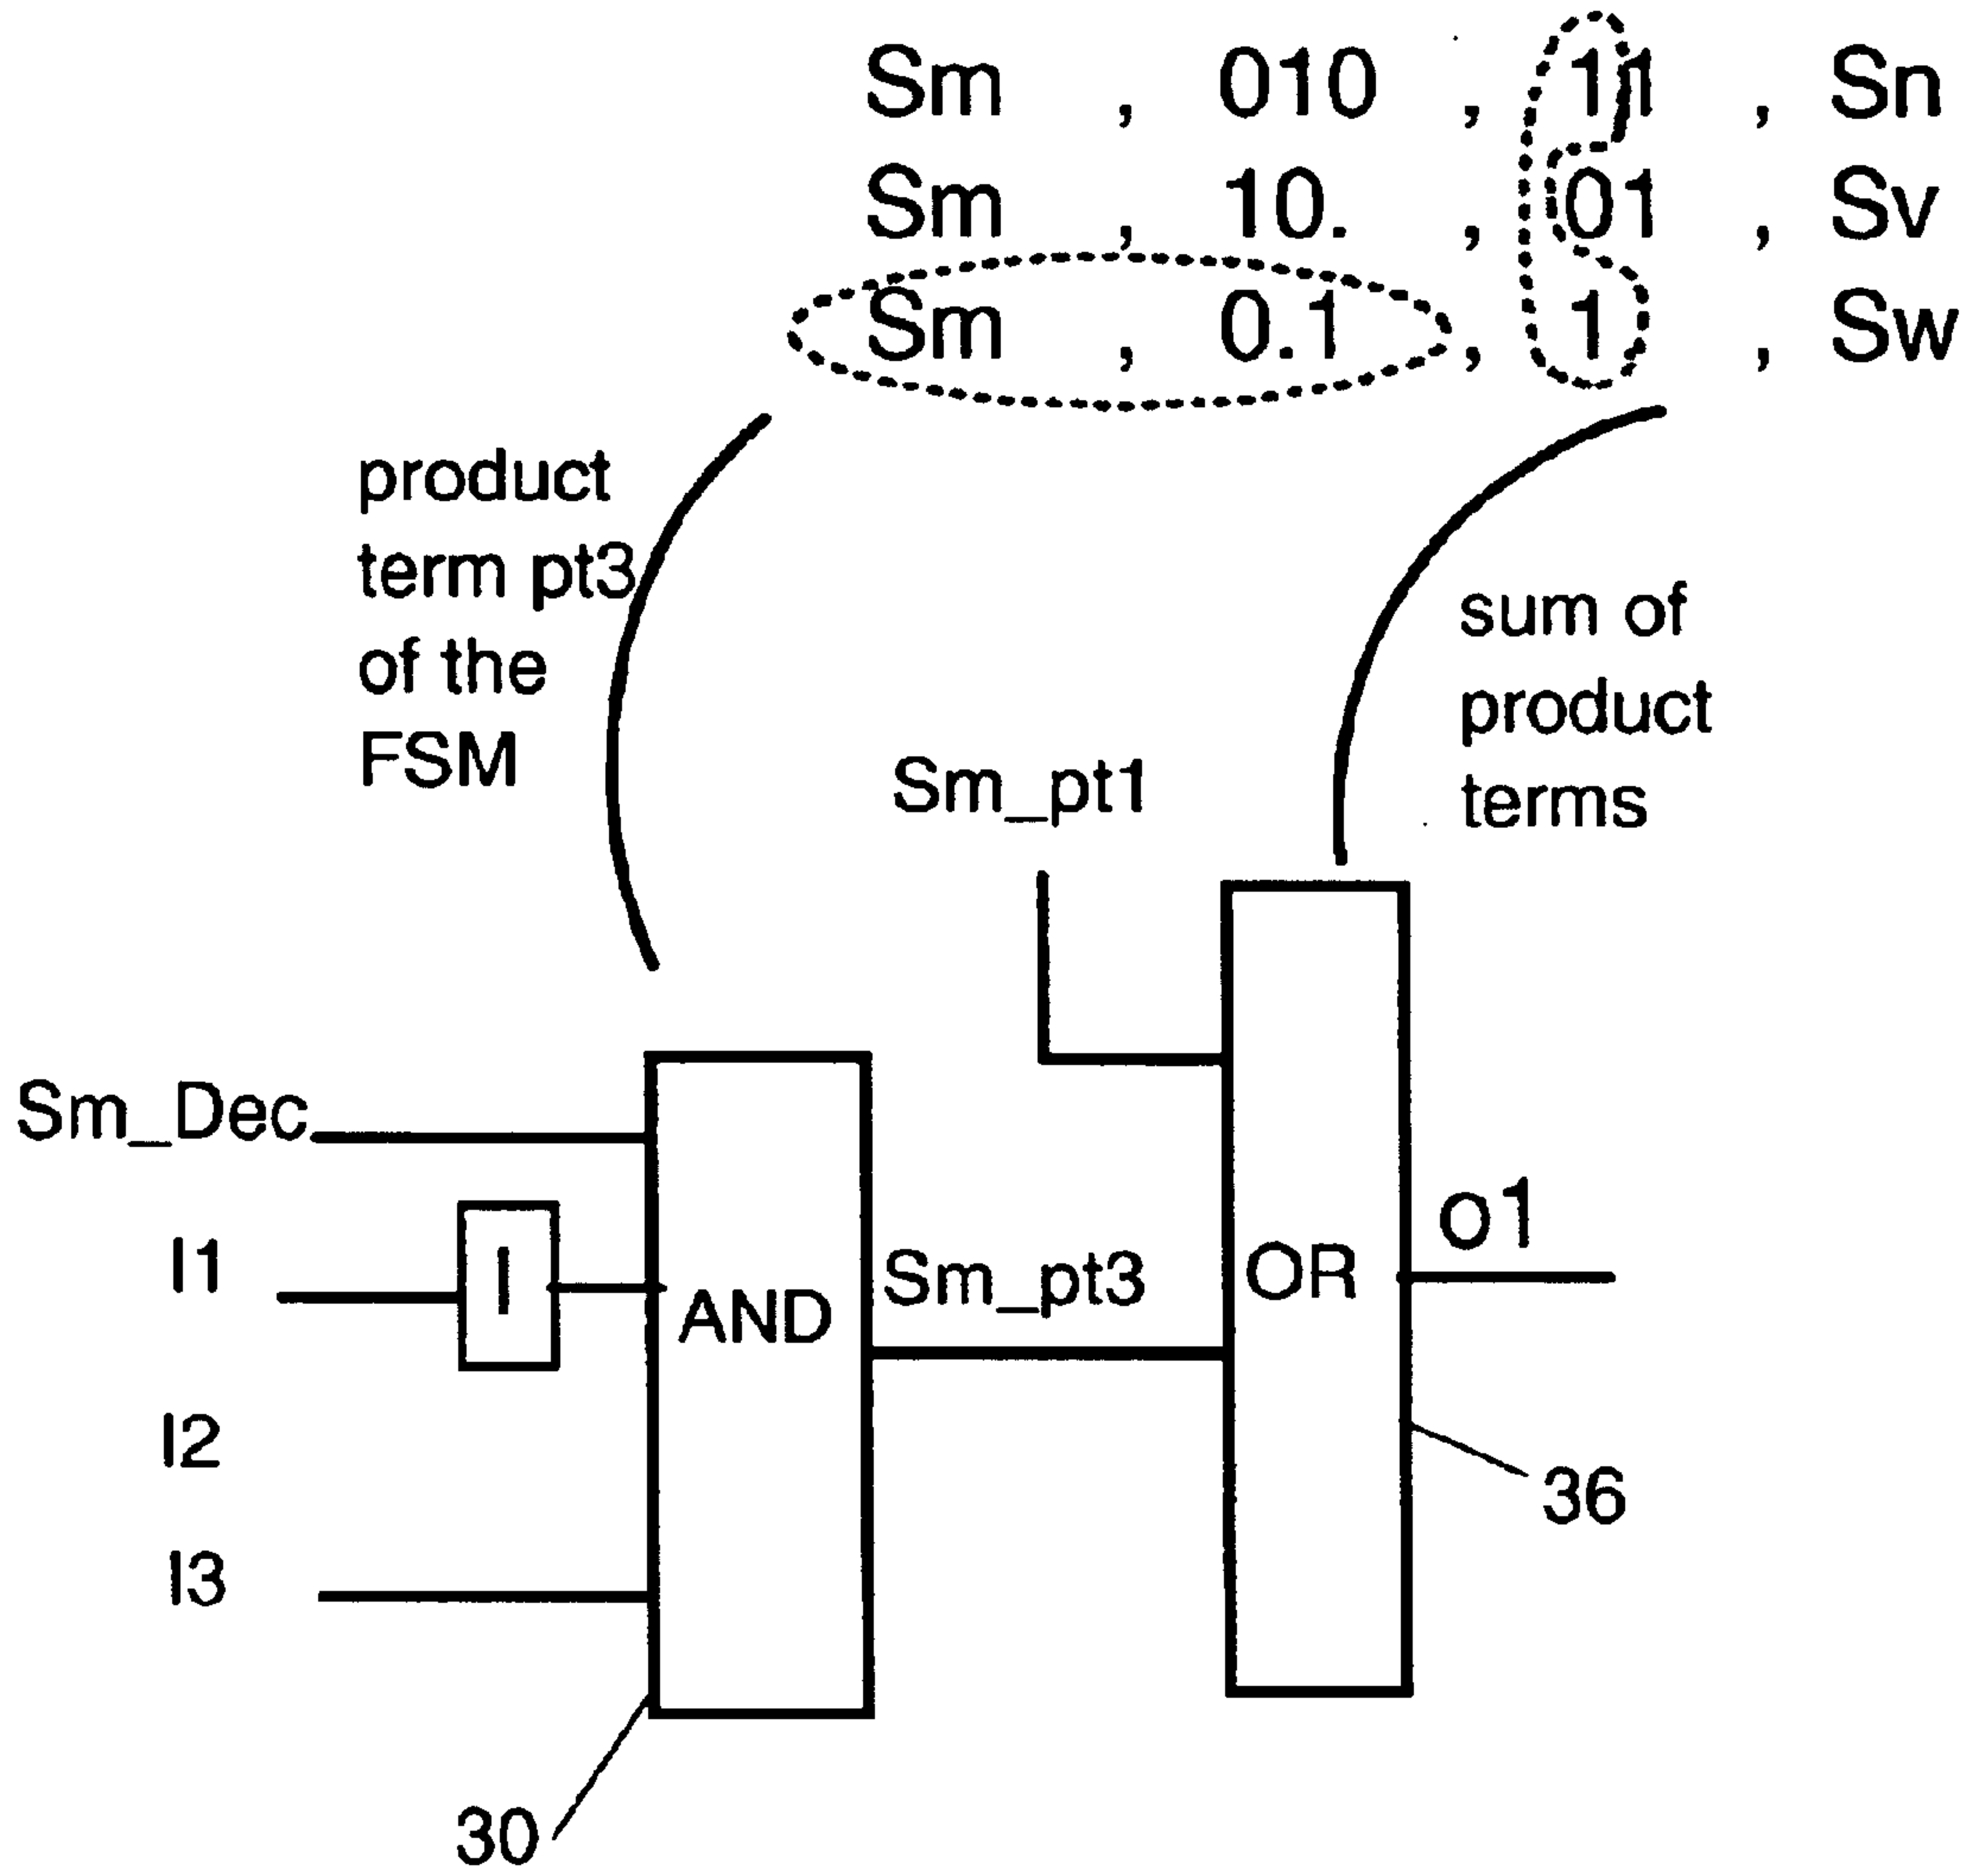 Sm , 010 , 11 , Sn
Sm , 10. , 01 , Sv
Sm , 0.1 , 1 , Sw
product
term pt3
of the
FSM
sum of
product
terms
Sm_pt1
Sm_Dec
I1
I
AND
Sm_pt3
OR
O1
I2
I3
36
30